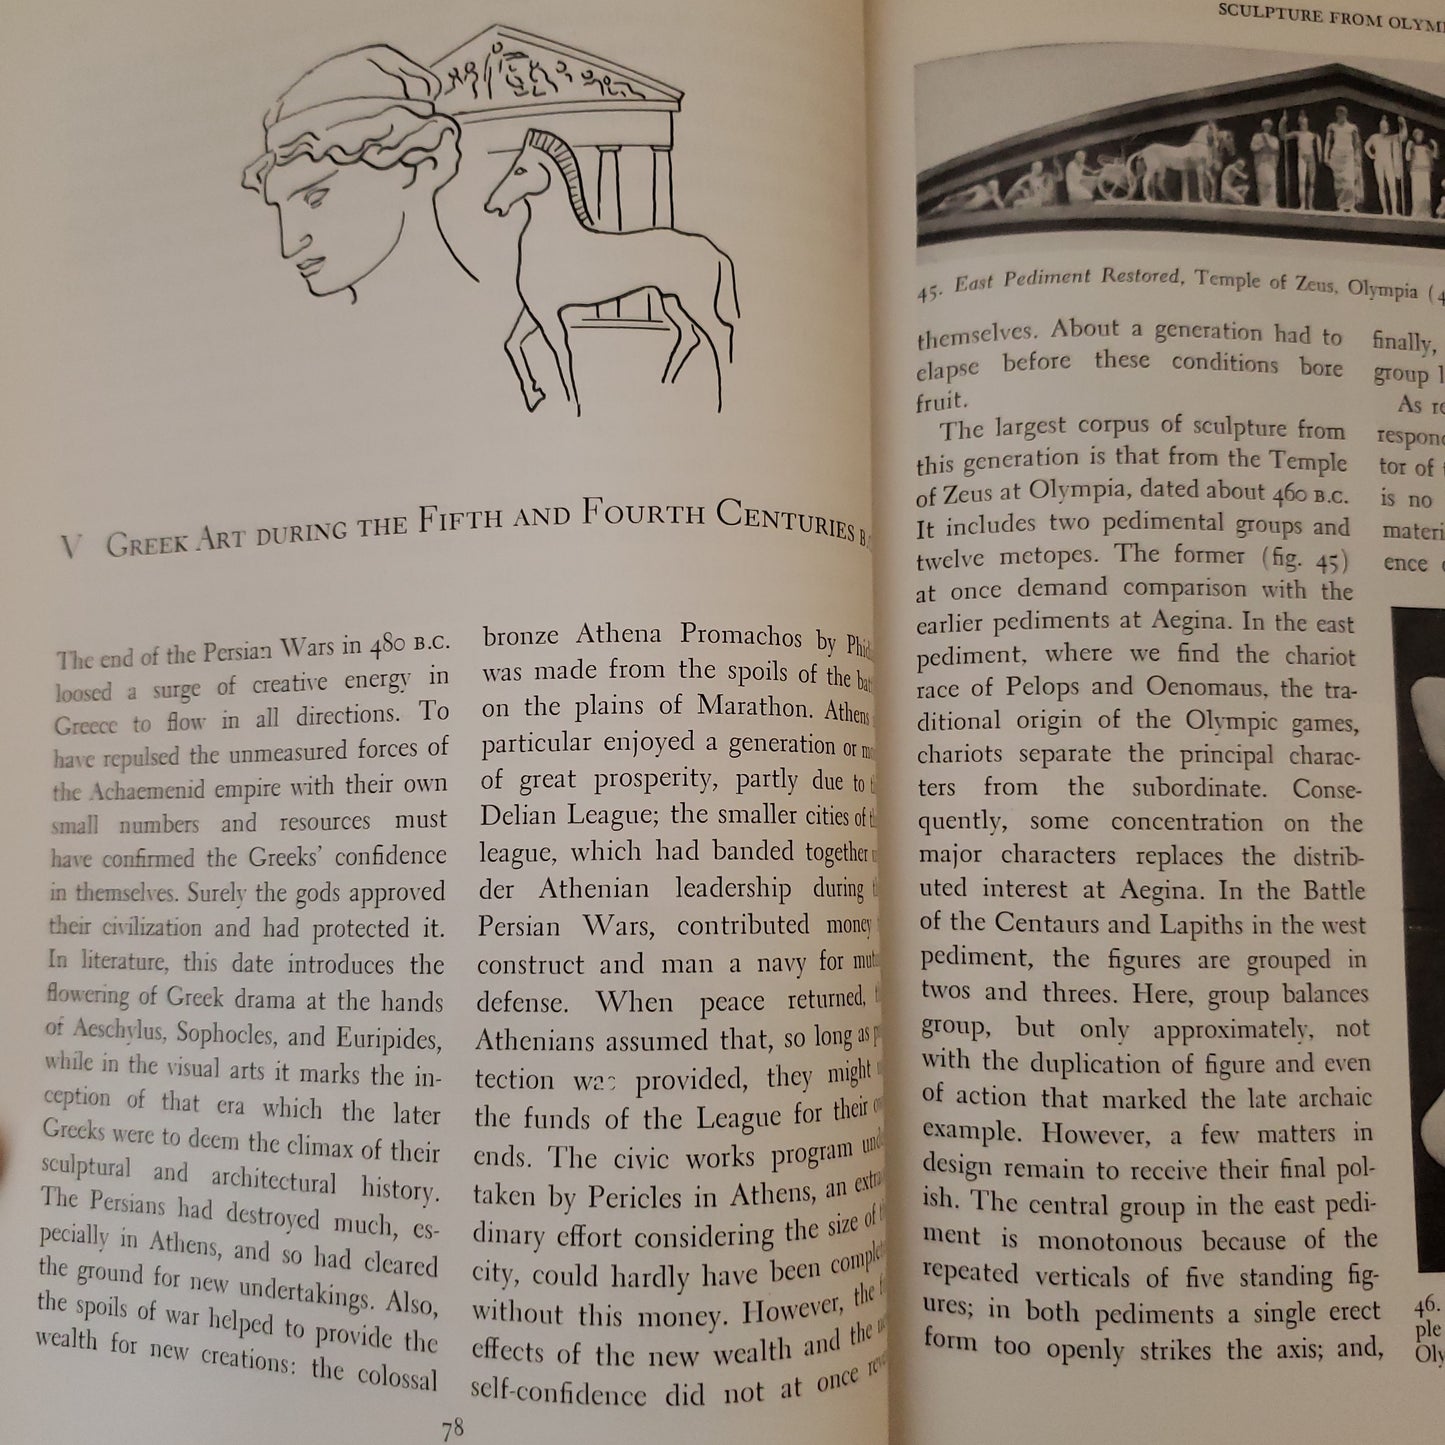 V GREEK ART DURING THE FIFTH AND FOURTH CENTURIES
The end of the Persian Wars in 480 B.C.
loosed a surge of creative energy in
Greece to flow in all directions. To
have repulsed the unmeasured forces of
the Achaemenid empire with their own
small numbers and resources must
have confirmed the Greeks' confidence
in themselves. Surely the gods approved
their civilization and had protected it.
In literature, this date introduces the
flowering of Greek drama at the hands
of Aeschylus, Sophocles, and Euripides,
while in the visual arts it marks the in-
ception of that era which the later
Greeks were to deem the climax of their
sculptural and architectural history.
The Persians had destroyed much, es-
pecially in Athens, and so had cleared
the ground for new undertakings. Also,
the spoils of war helped to provide the
wealth for new creations: the colossal
bronze Athena Promachos by
was made from the spoils of the
on the plains of Marathon. Athens
particular enjoyed a generation or
of great prosperity, partly due to
Delian League; the smaller cities of
league, which had banded together
der Athenian leadership during
Persian Wars, contributed money
construct and man a navy for
defense. When peace returned,
Athenians assumed that, so long as
tection was provided, they might
the funds of the League for their
ends. The civic works program
taken by Pericles in Athens, an
dinary effort considering the size of
city, could hardly have been
without this money. However, the
effects of the new wealth and the
self-confidence did not at once
78
SCULPTURE FROM
45. East Pediment Restored, Temple of Zeus, Olympia
themselves. About a generation had to
elapse before these conditions bore
fruit.
The largest corpus of sculpture from
this generation is that from the Temple
of Zeus at Olympia, dated about 460 B.C.
It includes two pedimental groups and
twelve metopes. The former (fig. 45)
at once demand comparison with the
earlier pediments at Aegina. In the east
pediment, where we find the chariot
race of Pelops and Oenomaus, the tra-
ditional origin of the Olympic games,
chariots separate the principal charac-
ters from the subordinate. Conse-
quently, some concentration on the
major characters replaces the distrib-
uted interest at Aegina. In the Battle
of the Centaurs and Lapiths in the west
pediment, the figures are grouped in
twos and threes. Here, group balances
group, but only approximately, not
with the duplication of figure and even
of action that marked the late archaic
example. However, a few matters in
design remain to receive their final pol-
ish. The central group in the east pedi-
ment is monotonous because of the
repeated verticals of five standing fig-
ures; in both pediments a single erect
form too openly strikes the axis; and,
finally,
group
As
tor of
is no
46.